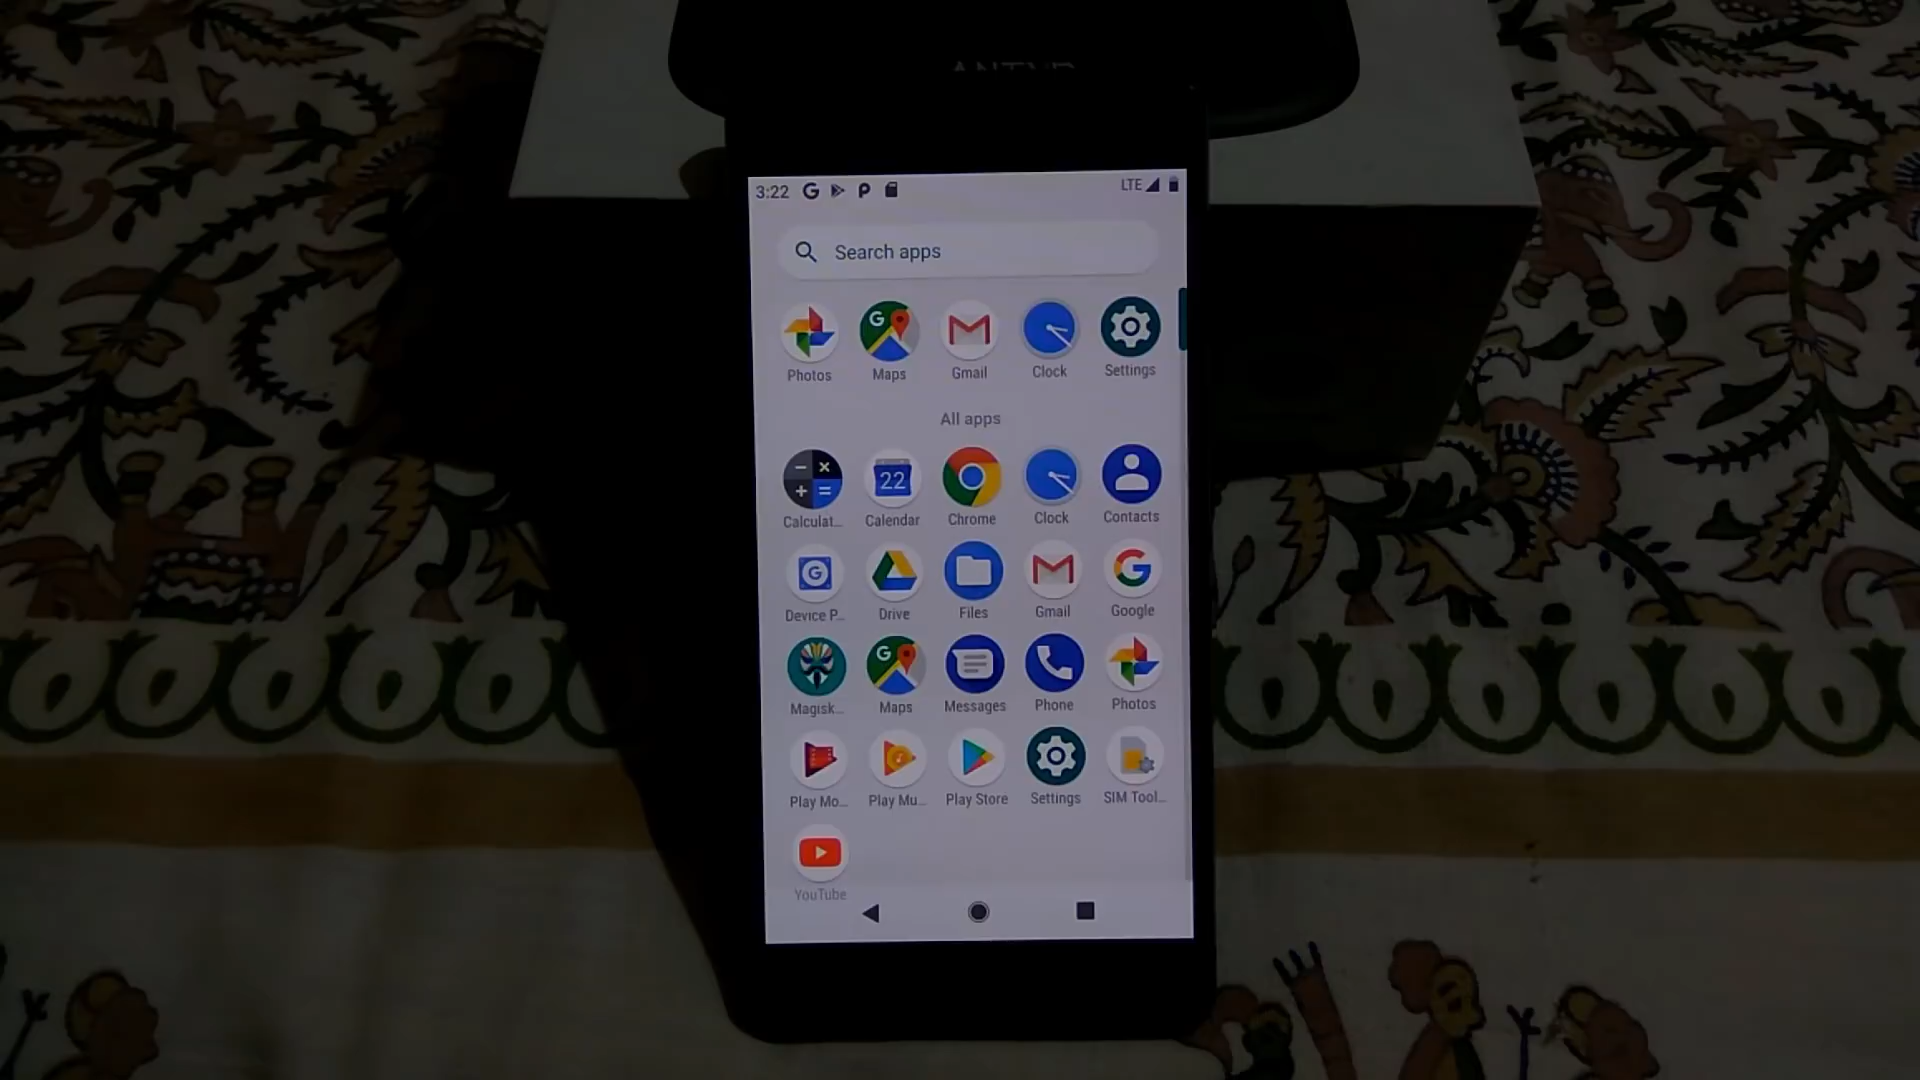 3:22 LTE
Search apps
Photos Maps Gmail Clock Settings
All apps
Calculat... Calendar Chrome Clock Contacts
Device P... Drive Files Gmail Google
Magisk... Maps Messages Phone Photos
Play Mo... Play Mu... Play Store Settings SIM Tool...
YouTube